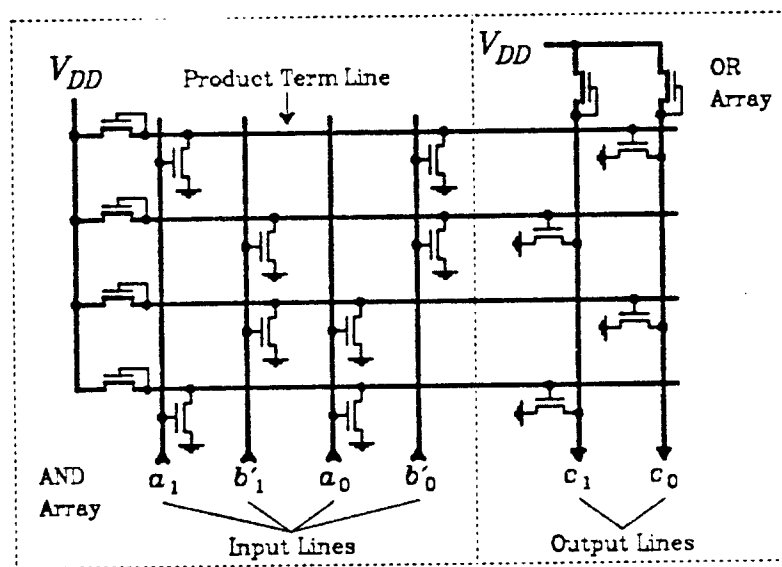 V_DD
Product Term Line
V_DD
OR
Array
AND
Array
a_1 b'_1 a_0 b'_0
c_1 c_0
Input Lines
Output Lines